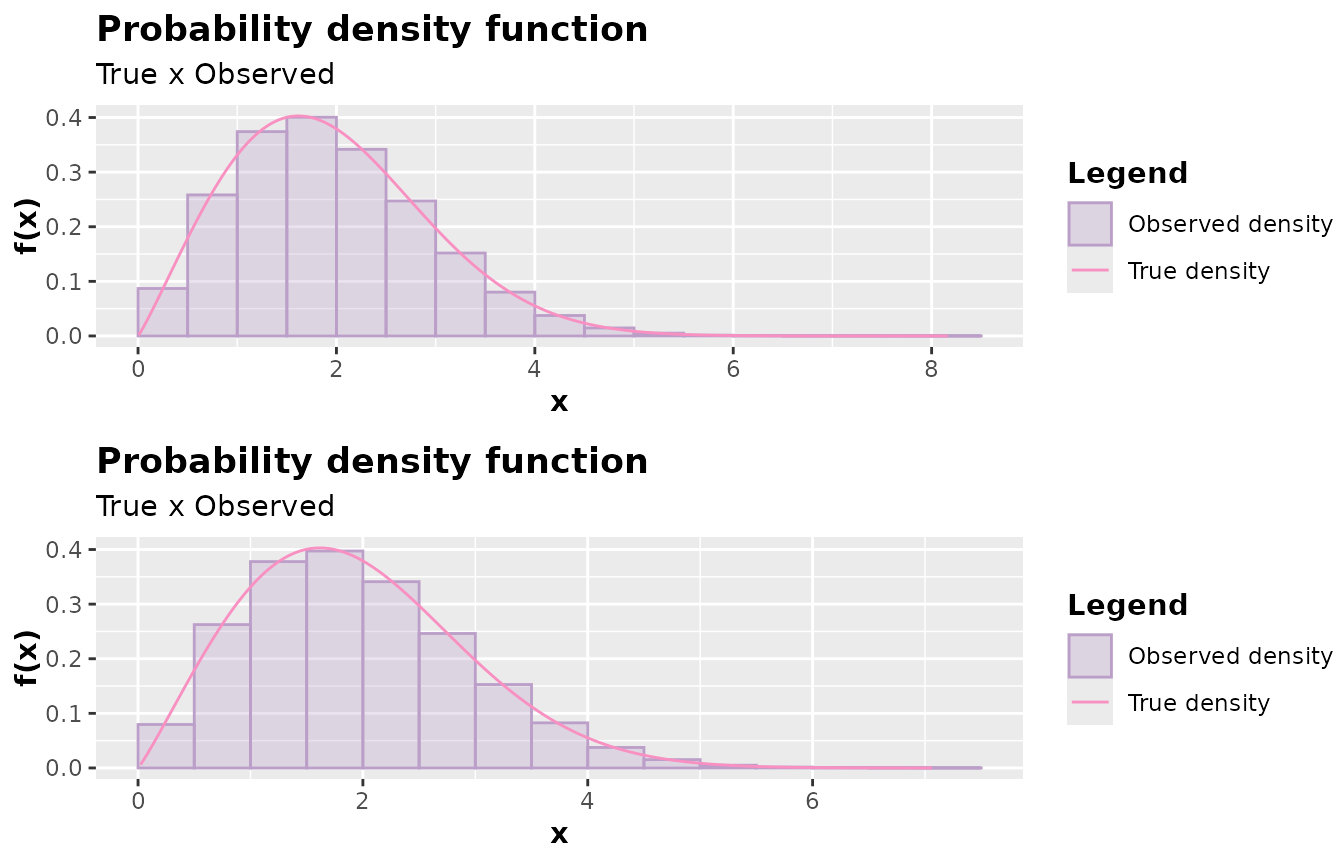 Probability density function
True x Observed
0.4
0.3
0.2
0.1
0.0
f(x)
0 2 4 6 8
x
Legend
Observed density
True density
Probability density function
True x Observed
0.4
0.3
0.2
0.1
0.0
f(x)
0 2 4 6
x
Legend
Observed density
True density